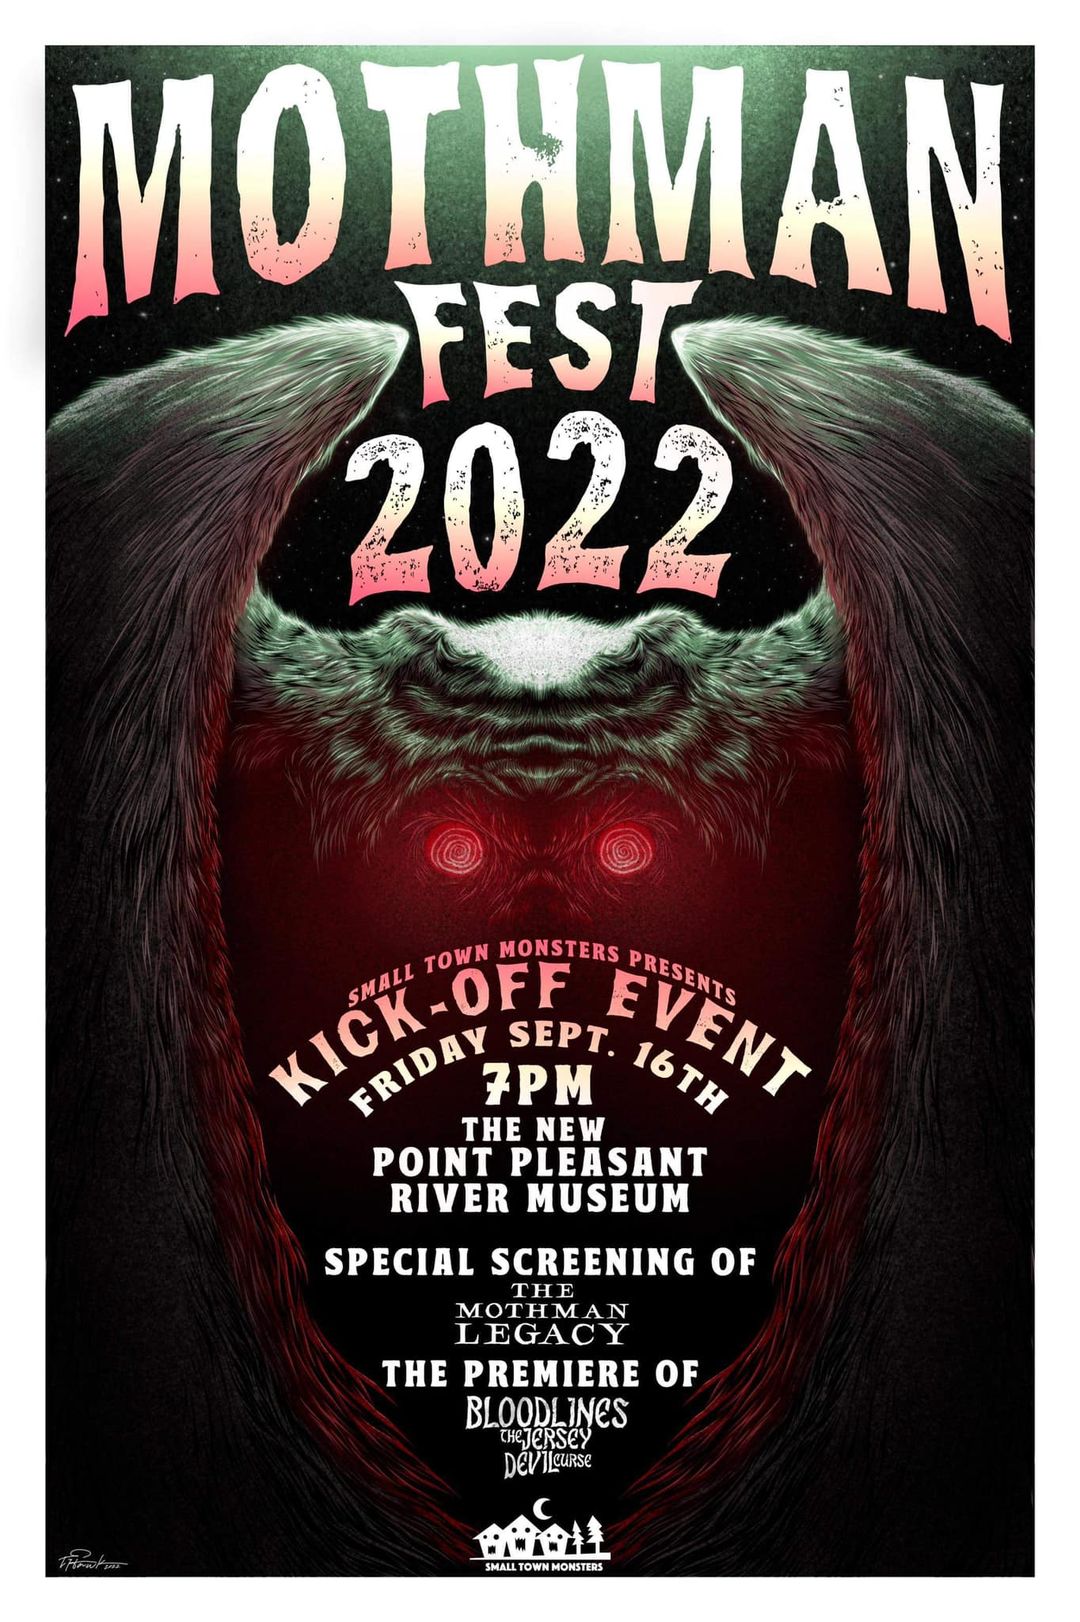 MOTHMAN
FEST
2022
SMALL TOWN MONSTERS PRESENTS
KICK-OFF EVENT
FRIDAY SEPT. 16TH
7PM
THE NEW
POINT PLEASANT
RIVER MUSEUM
SPECIAL SCREENING OF
THE
MOTHMAN
LEGACY
THE PREMIERE OF
BLOODLINES
THE JERSEY
DEVIL CURSE
SMALL TOWN MONSTERS
2022